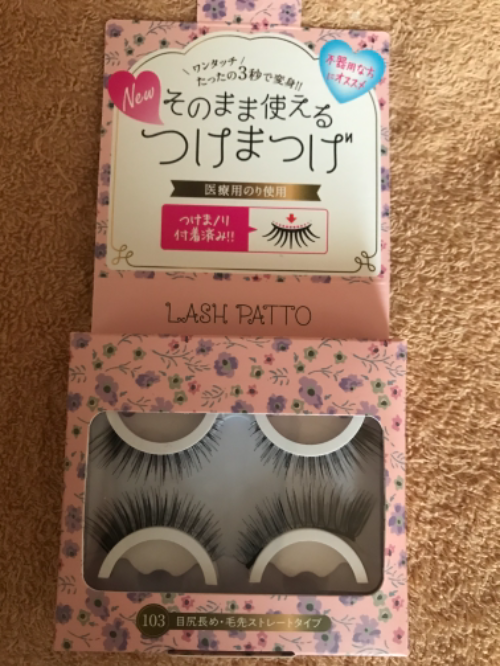 ワンタッチ
たったの3秒で変身!!
不器用な方
にオススメ
New
そのまま使える
つけまつげ
医療用のり使用
つけまノリ
付着済み!!
LASH PATTO
103 目尻長め・毛先ストレートタイプ